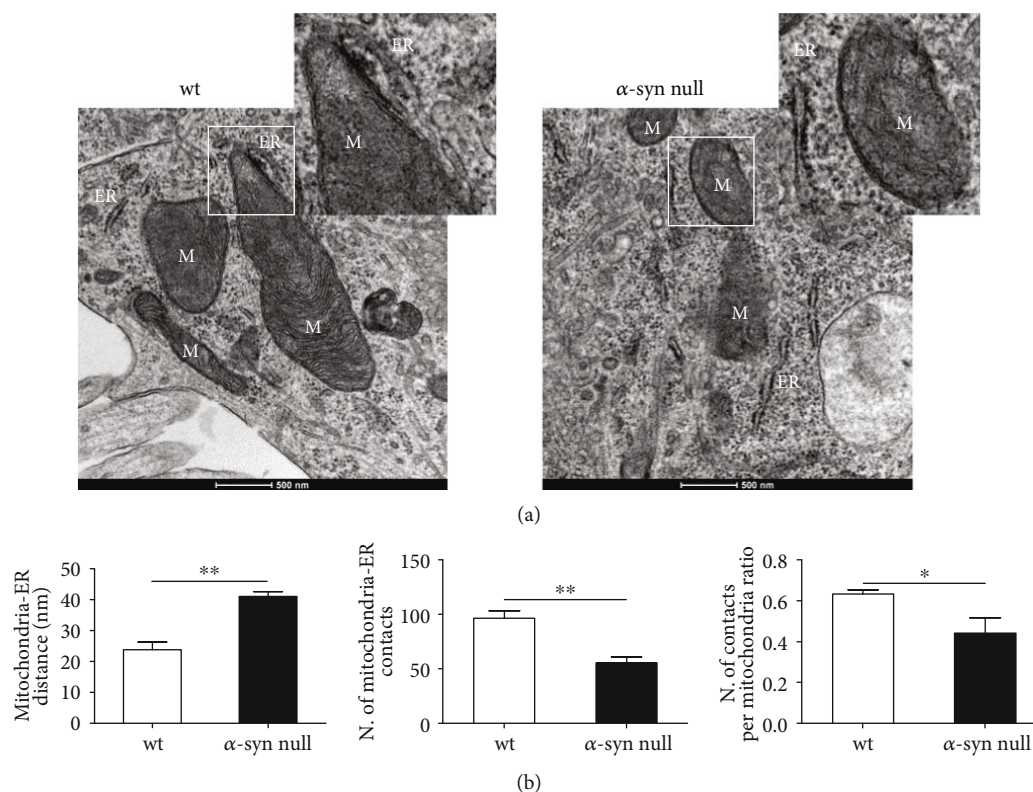 wt
ER
M
ER
ER
M
M
M
500 nm
α-syn null
ER
M
M
M
M
ER
500 nm
(a)
Mitochondria-ER
distance (nm)
50
40
30
20
10
0
**
wt
α-syn null
N. of mitochondria-ER
contacts
150
100
50
0
**
wt
α-syn null
N. of contacts
per mitochondria ratio
0.8
0.6
0.4
0.2
0.0
*
wt
α-syn null
(b)